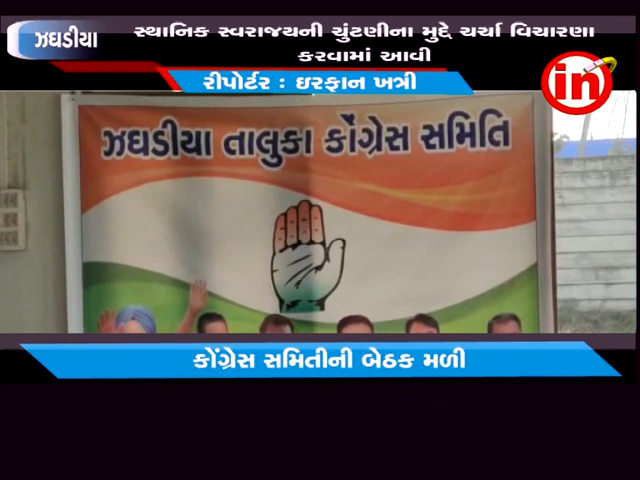 ઝઘડીયા
સ્થાનિક સ્વરાજયની ચુંટણીના મુદ્દે ચર્ચા વિચારણા
કરવામાં આવી
રીપોર્ટર : ઇરફાન ખત્રી
in
ઝઘડીયા તાલુકા કોંગ્રેસ સમિતિ
કોંગ્રેસ સમિતીની બેઠક મળી